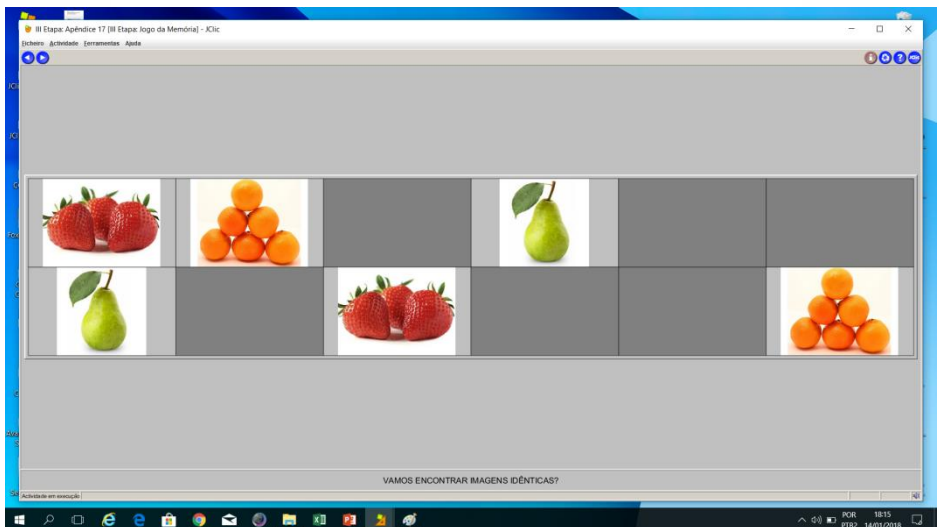 III Etapa: Apêndice 17 [III Etapa: Jogo da Memória] - JClic
Ficheiro Actividade Ferramentas Ajuda
VAMOS ENCONTRAR IMAGENS IDÊNTICAS?
Actividade em execução
POR 18:15
PTB2 14/01/2018